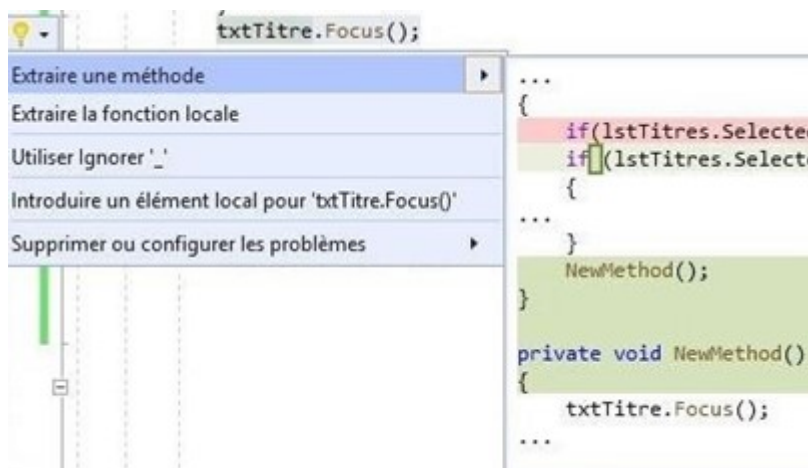 txtTitre.Focus();
Extraire une méthode
Extraire la fonction locale
Utiliser Ignorer '_'
Introduire un élément local pour 'txtTitre.Focus()'
Supprimer ou configurer les problèmes
...
{
if(lstTitres.Selecte
if (lstTitres.Selecte
{
...
}
NewMethod();
}
private void NewMethod()
{
txtTitre.Focus();
...